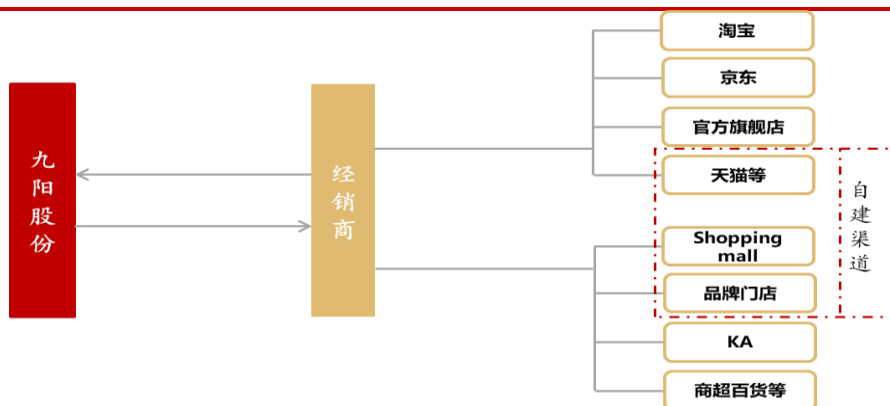 九阳股份
经销商
淘宝
京东
官方旗舰店
天猫等
Shopping
mall
品牌门店
KA
商超百货等
自建渠道